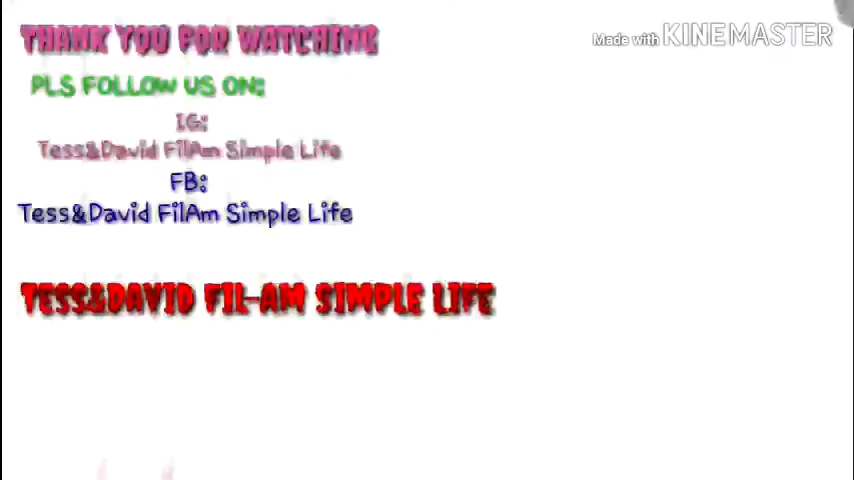 THANK YOU FOR WATCHING
Made with KINEMASTER
PLS FOLLOW US ON:
IG:
Tess&David FilAm Simple Life
FB:
Tess&David FilAm Simple Life
TESS&DAVID FIL-AM SIMPLE LIFE